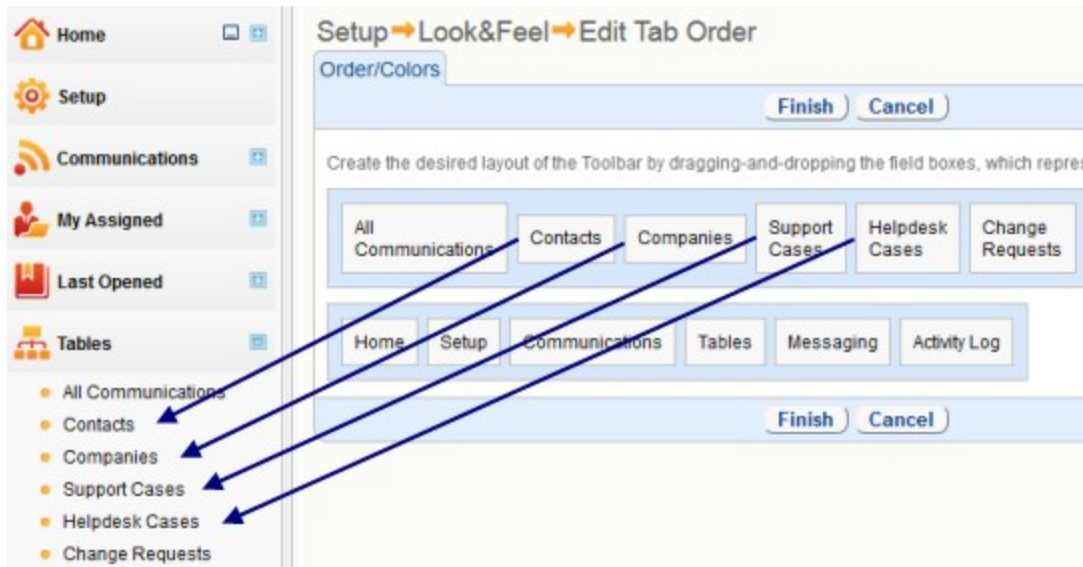 Home
Setup
Communications
My Assigned
Last Opened
Tables
All Communications
Contacts
Companies
Support Cases
Helpdesk Cases
Change Requests
Setup➡Look&Feel➡Edit Tab Order
Order/Colors
Finish Cancel
Create the desired layout of the Toolbar by dragging-and-dropping the field boxes, which repres
All
Communications
Contacts
Companies
Support
Cases
Helpdesk
Cases
Change
Requests
Home
Setup
Communications
Tables
Messaging
Activity Log
Finish Cancel